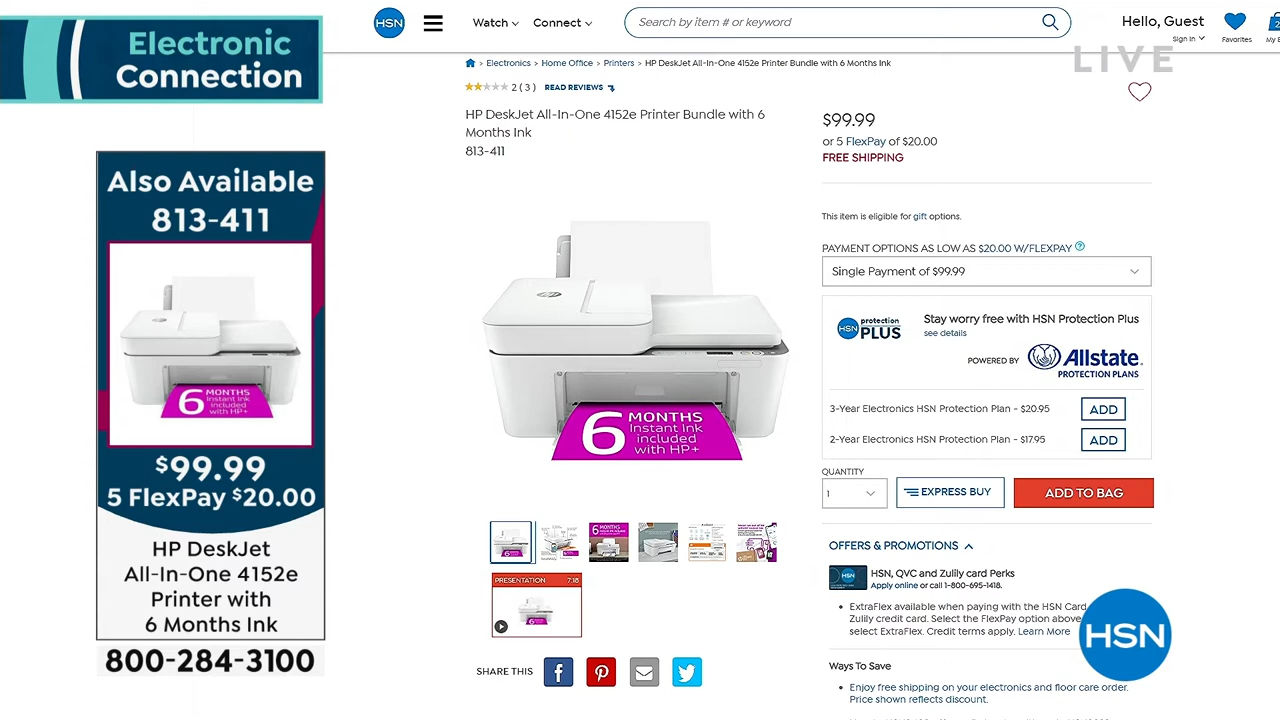 Electronic
Connection
Also Available
813-411
6 MONTHS
Instant Ink
included
with HP+
$99.99
5 FlexPay $20.00
HP DeskJet
All-In-One 4152e
Printer with
6 Months Ink
800-284-3100
HSN
Watch
Connect
Search by item # or keyword
Hello, Guest
Sign In
Favorites
2
LIVE
> Electronics > Home Office > Printers > HP DeskJet All-In-One 4152e Printer Bundle with 6 Months Ink
2 ( 3 ) READ REVIEWS
HP DeskJet All-In-One 4152e Printer Bundle with 6
Months Ink
813-411
6 MONTHS
Instant Ink
included
with HP+
6 MONTHS
PRESENTATION 7:18
SHARE THIS
$99.99
or 5 FlexPay of $20.00
FREE SHIPPING
This item is eligible for gift options.
PAYMENT OPTIONS AS LOW AS $20.00 W/FLEXPAY ?
Single Payment of $99.99
HSN protection PLUS
Stay worry free with HSN Protection Plus
see details
POWERED BY Allstate.
PROTECTION PLANS
3-Year Electronics HSN Protection Plan - $20.95 ADD
2-Year Electronics HSN Protection Plan - $17.95 ADD
QUANTITY
1 EXPRESS BUY ADD TO BAG
OFFERS & PROMOTIONS
HSN HSN, QVC and Zulily card Perks
Apply online or call 1-800-695-1418.
• ExtraFlex available when paying with the HSN Card
Zulily credit card. Select the FlexPay option above
select ExtraFlex. Credit terms apply. Learn More
Ways To Save
• Enjoy free shipping on your electronics and floor care order.
Price shown reflects discount.
HSN